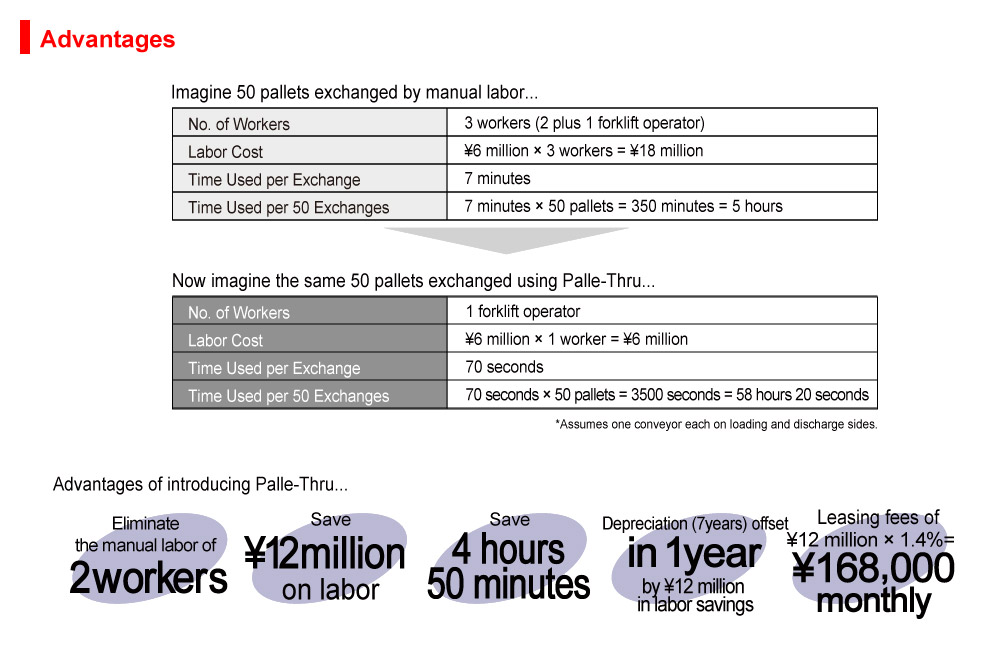 Advantages
Imagine 50 pallets exchanged by manual labor...
No. of Workers 3 workers (2 plus 1 forklift operator)
Labor Cost ¥6 million × 3 workers = ¥18 million
Time Used per Exchange 7 minutes
Time Used per 50 Exchanges 7 minutes × 50 pallets = 350 minutes = 5 hours
Now imagine the same 50 pallets exchanged using Palle-Thru...
No. of Workers 1 forklift operator
Labor Cost ¥6 million × 1 worker = ¥6 million
Time Used per Exchange 70 seconds
Time Used per 50 Exchanges 70 seconds × 50 pallets = 3500 seconds = 58 hours 20 seconds
*Assumes one conveyor each on loading and discharge sides.
Advantages of introducing Palle-Thru...
Eliminate
the manual labor of
2workers
Save
¥12million
on labor
Save
4 hours
50 minutes
Depreciation (7years) offset
in 1year
by ¥12 million
in labor savings
Leasing fees of
¥12 million × 1.4%=
¥168,000
monthly